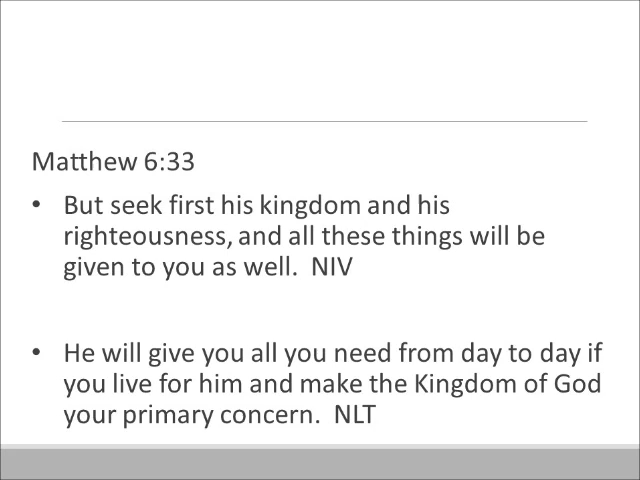 Matthew 6:33
• But seek first his kingdom and his
righteousness, and all these things will be
given to you as well.  NIV
• He will give you all you need from day to day if
you live for him and make the Kingdom of God
your primary concern.  NLT